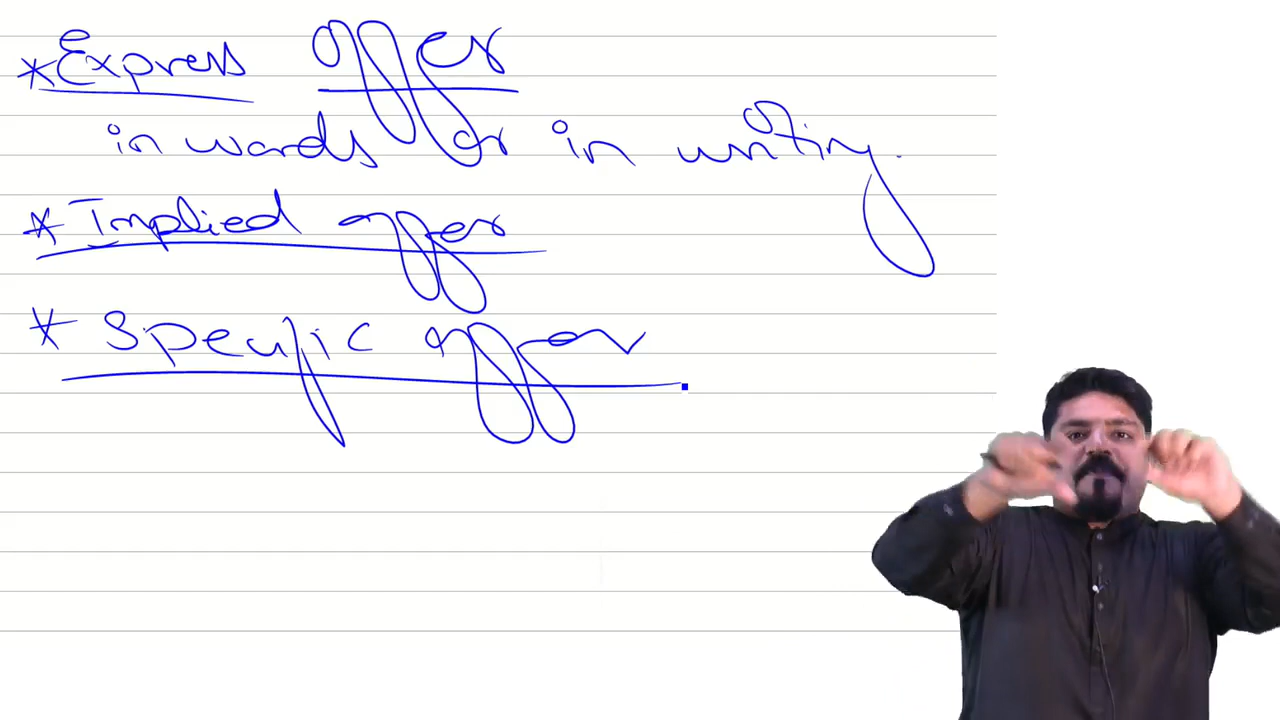 *Express offer
in words or in writing.
* Implied offer
* Specific offer